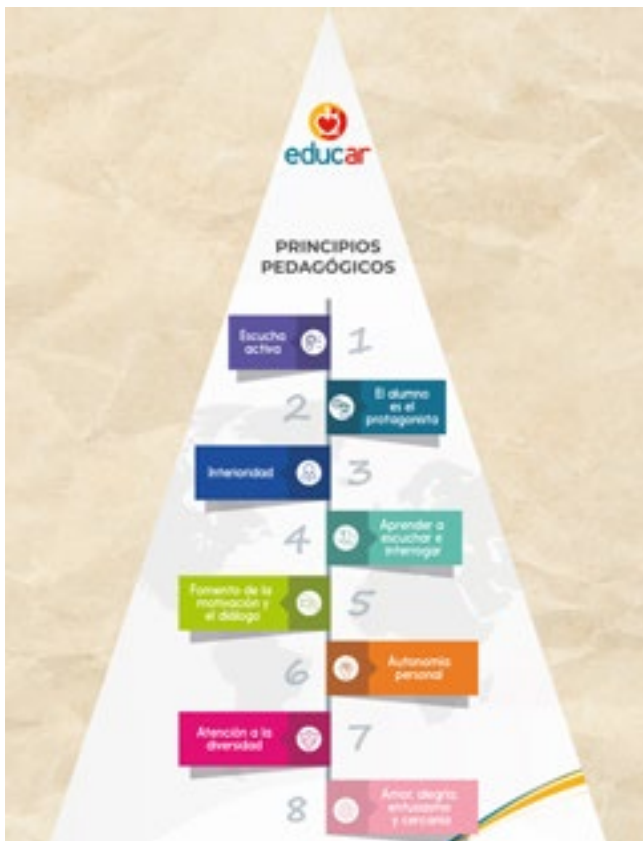 educar
PRINCIPIOS
PEDAGÓGICOS
Escucha
activa
1
2
El alumno
es el
protagonista
Interioridad
3
4
Aprender a
escuchar e
interrogar
Fomento de la
motivación y
el diálogo
5
6
Autonomía
personal
Atención a la
diversidad
7
8
Amor, alegría,
entusiasmo
y cercanía